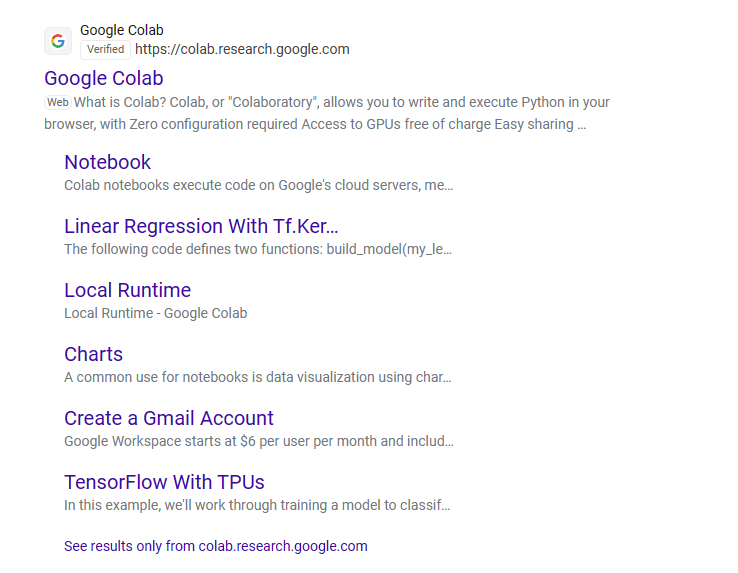 Google Colab
Verified https://colab.research.google.com
Google Colab
Web What is Colab? Colab, or "Colaboratory", allows you to write and execute Python in your
browser, with Zero configuration required Access to GPUs free of charge Easy sharing ...
Notebook
Colab notebooks execute code on Google's cloud servers, me...
Linear Regression With Tf.Ker...
The following code defines two functions: build_model(my_le...
Local Runtime
Local Runtime - Google Colab
Charts
A common use for notebooks is data visualization using char...
Create a Gmail Account
Google Workspace starts at $6 per user per month and includ...
TensorFlow With TPUs
In this example, we'll work through training a model to classif...
See results only from colab.research.google.com